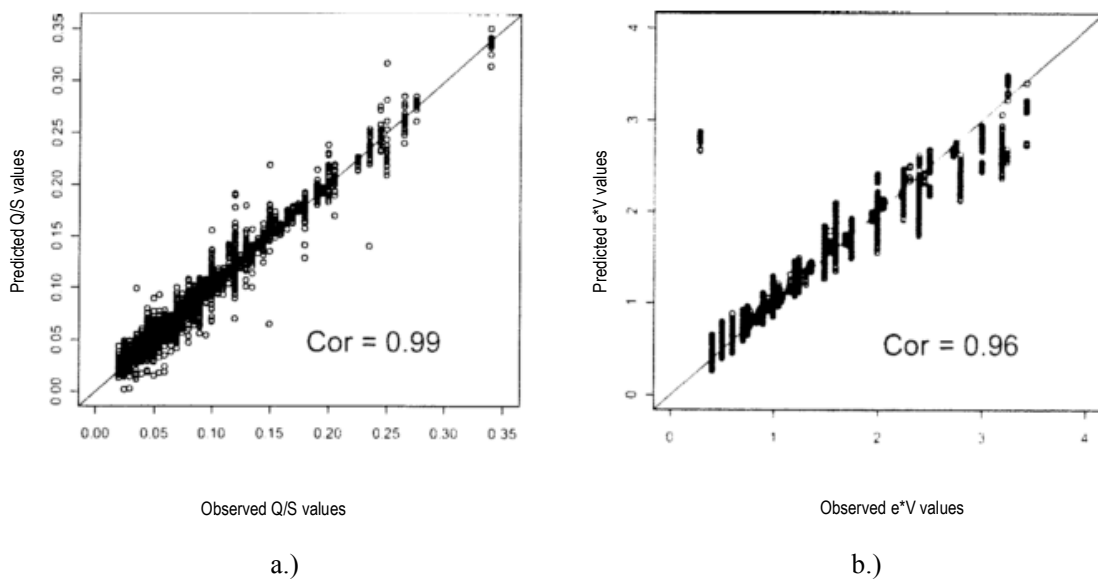 Predicted Q/S values
0.35
0.30
0.25
0.20
0.15
0.10
0.05
0.00
Cor = 0.99
0.00 0.05 0.10 0.15 0.20 0.25 0.30 0.35
Observed Q/S values
a.)
Predicted e*V values
4
3
2
1
0
Cor = 0.96
0 1 2 3 4
Observed e*V values
b.)